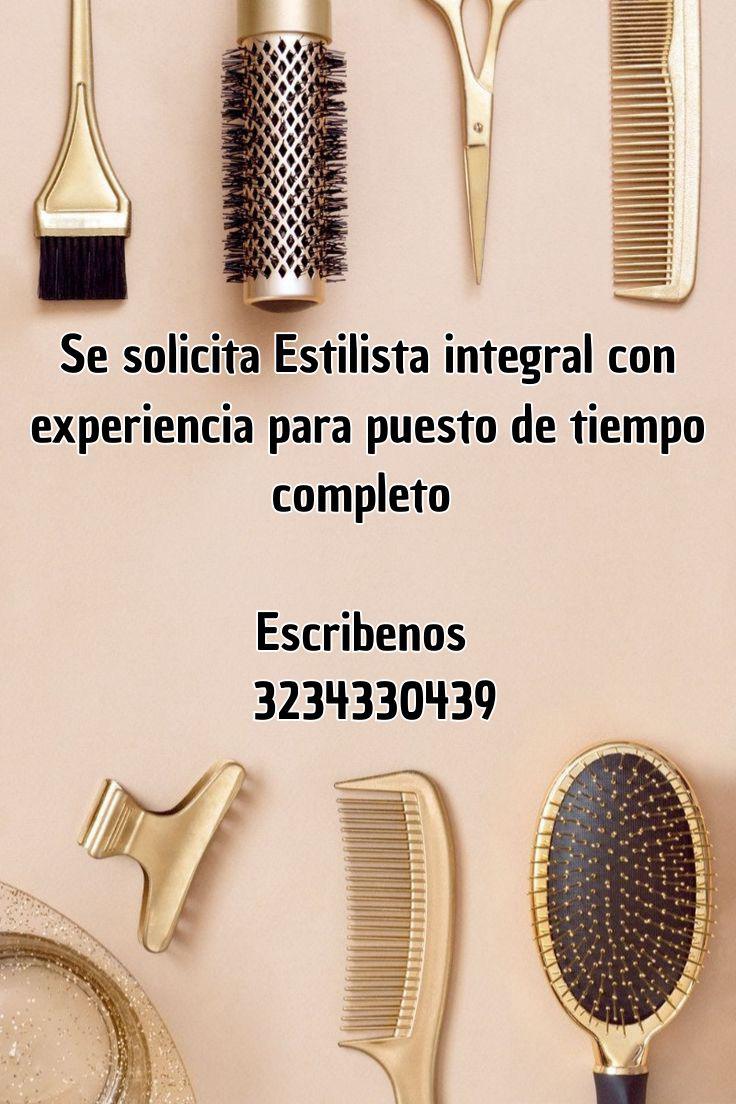 Se solicita Estilista integral con
experiencia para puesto de tiempo
completo
Escribenos
3234330439